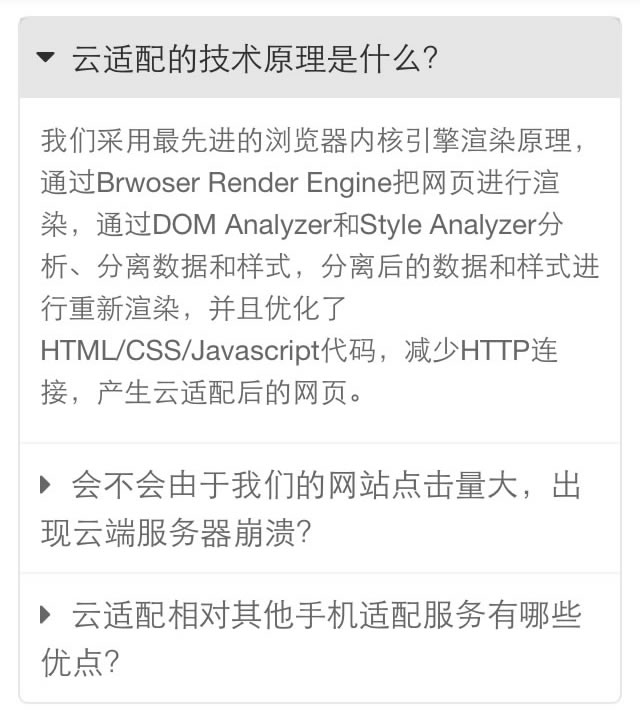 云适配的技术原理是什么？
我们采用最先进的浏览器内核引擎渲染原理，
通过Brwoser Render Engine把网页进行渲
染，通过DOM Analyzer和Style Analyzer分
析、分离数据和样式，分离后的数据和样式进
行重新渲染，并且优化了
HTML/CSS/Javascript代码，减少HTTP连
接，产生云适配后的网页。
会不会由于我们的网站点击量大，出
现云端服务器崩溃？
云适配相对其他手机适配服务有哪些
优点？